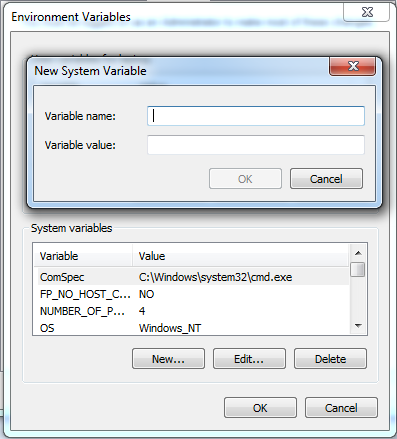 Environment Variables
New System Variable
Variable name:
Variable value:
OK Cancel
System variables
Variable Value
ComSpec C:\Windows\system32\cmd.exe
FP_NO_HOST_C... NO
NUMBER_OF_P... 4
OS Windows_NT
New... Edit... Delete
OK Cancel